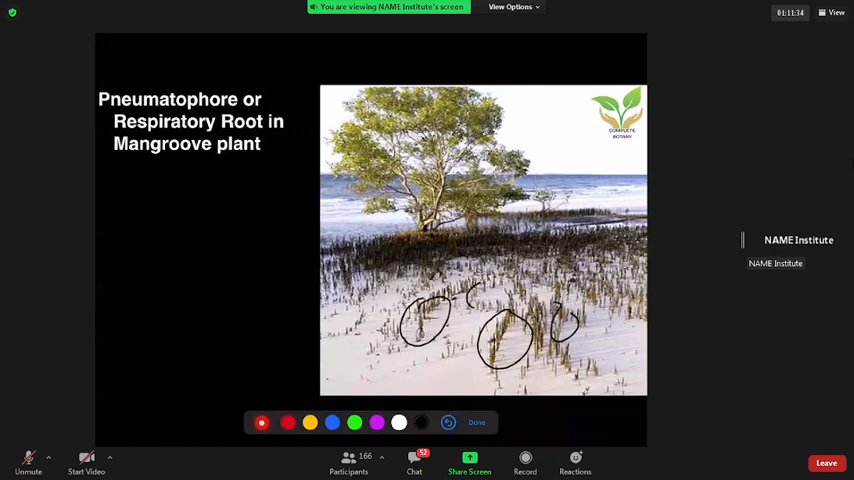 You are viewing NAME Institute's screen
View Options
01:11:34
View
Pneumatophore or
Respiratory Root in
Mangroove plant
COMPLETE
BOTANY
NAME Institute
NAME Institute
Done
Unmute
Start Video
166
Participants
52
Chat
Share Screen
Record
Reactions
Leave